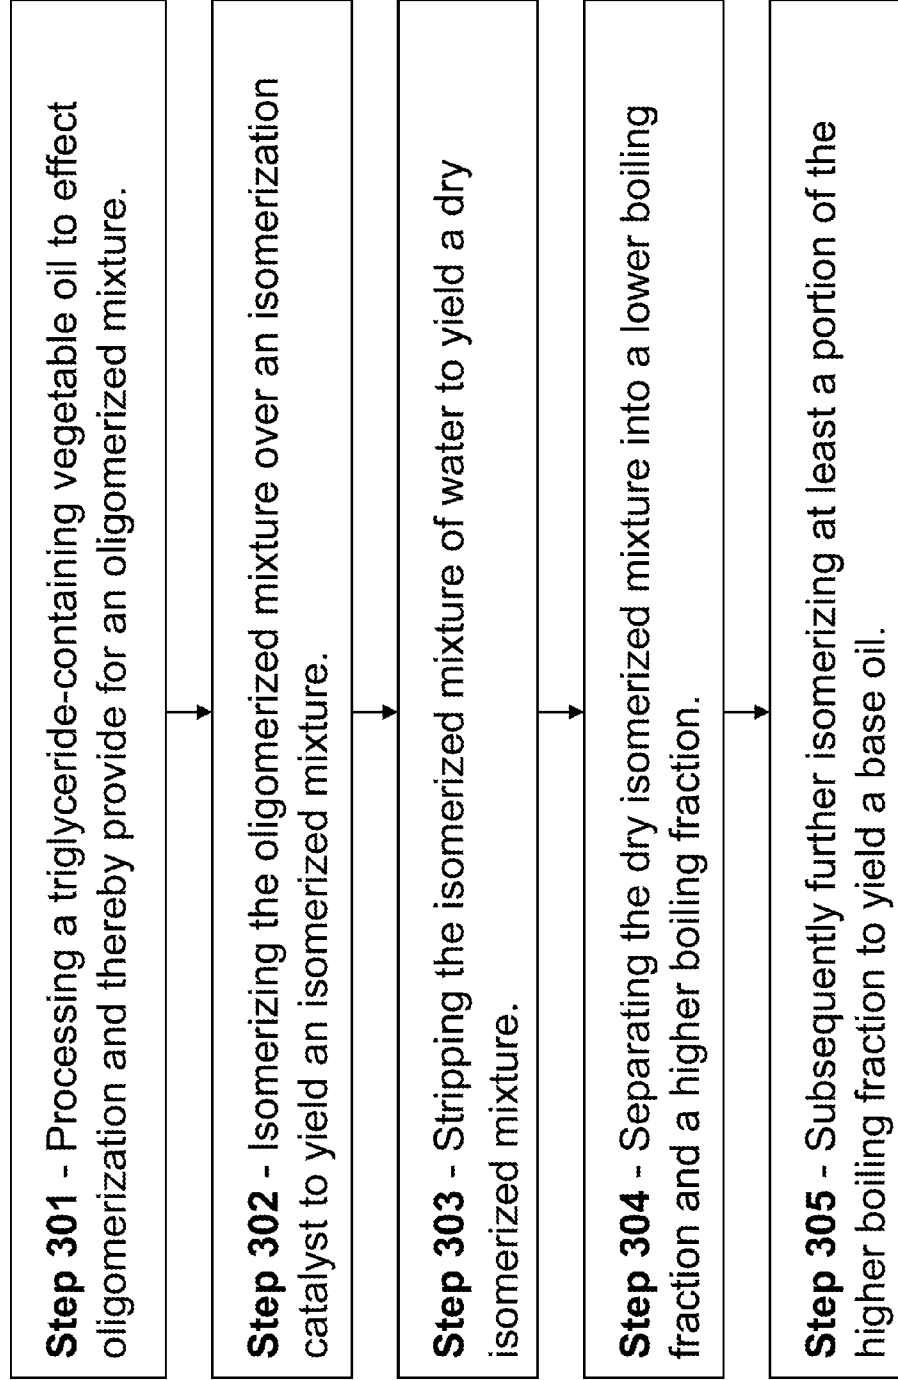 Step 301 - Processing a triglyceride-containing vegetable oil to effect
oligomerization and thereby provide for an oligomerized mixture.
Step 302 - Isomerizing the oligomerized mixture over an isomerization
catalyst to yield an isomerized mixture.
Step 303 - Stripping the isomerized mixture of water to yield a dry
isomerized mixture.
Step 304 - Separating the dry isomerized mixture into a lower boiling
fraction and a higher boiling fraction.
Step 305 - Subsequently further isomerizing at least a portion of the
higher boiling fraction to yield a base oil.